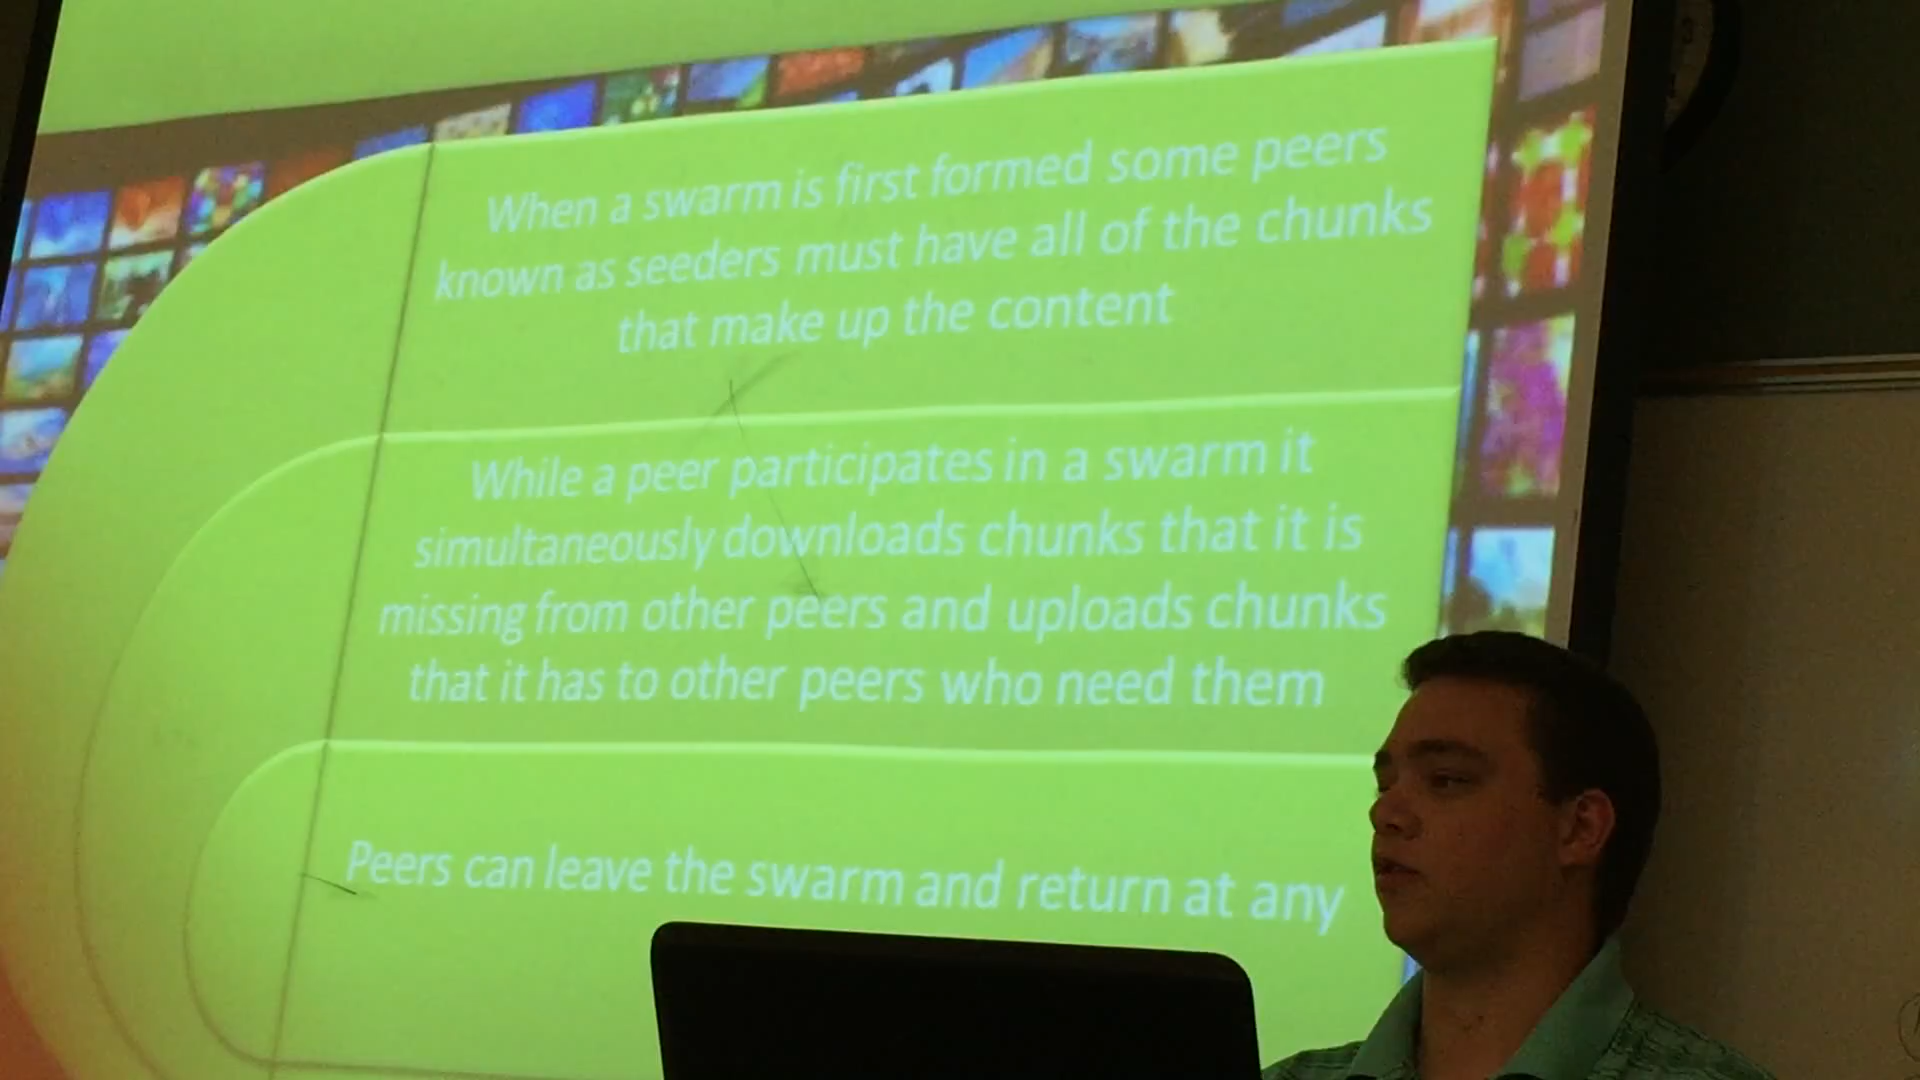 When a swarm is first formed some peers
known as seeders must have all of the chunks
that make up the content
While a peer participates in a swarm it
simultaneously downloads chunks that it is
missing from other peers and uploads chunks
that it has to other peers who need them
Peers can leave the swarm and return at any